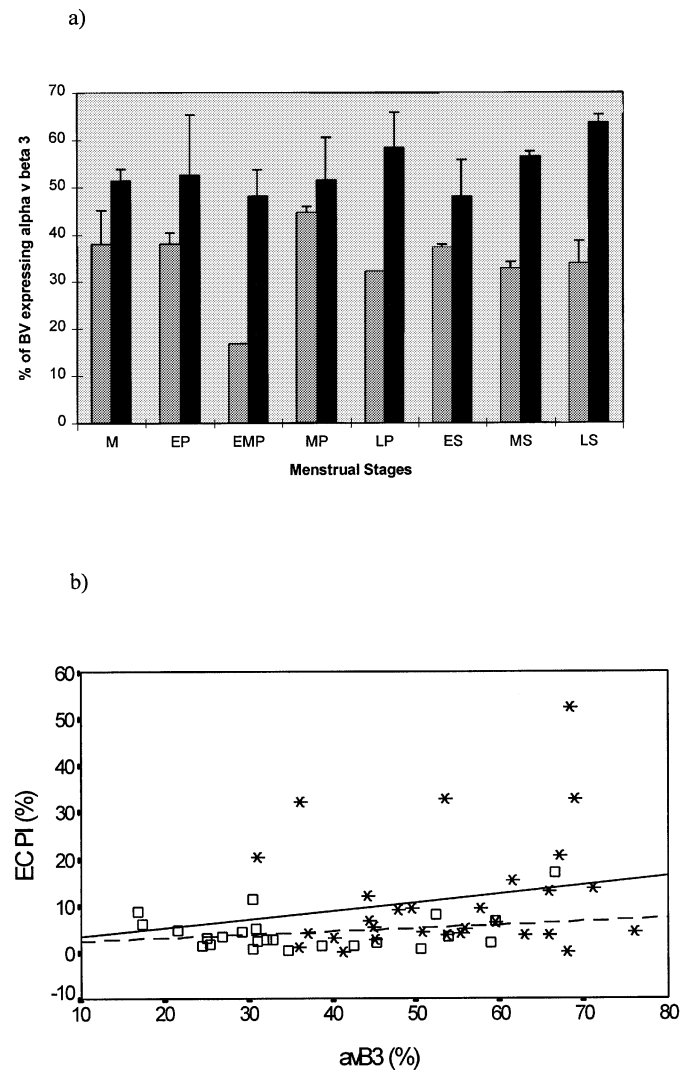 a)
% of BV expressing alpha v beta 3
70
60
50
40
30
20
10
0
M EP EMP MP LP ES MS LS
Menstrual Stages
b)
EC PI (%)
60
50
40
30
20
10
0
-10
10 20 30 40 50 60 70 80
avB3 (%)